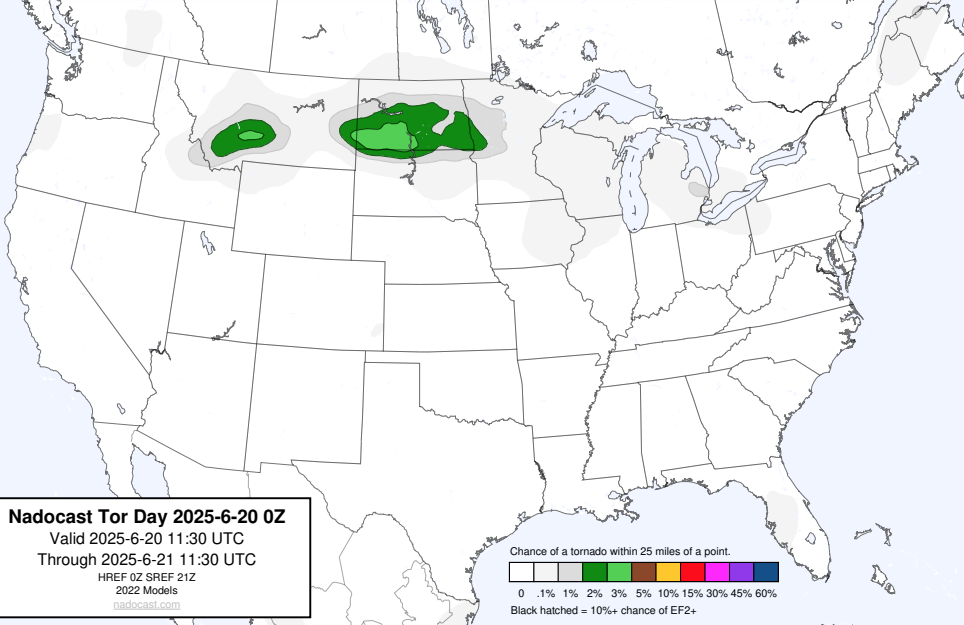 Nadocast Tor Day 2025-6-20 0Z
Valid 2025-6-20 11:30 UTC
Through 2025-6-21 11:30 UTC
HREF 0Z SREF 21Z
2022 Models
nadocast.com
Chance of a tornado within 25 miles of a point.
0 .1% 1% 2% 3% 5% 10% 15% 30% 45% 60%
Black hatched = 10%+ chance of EF2+